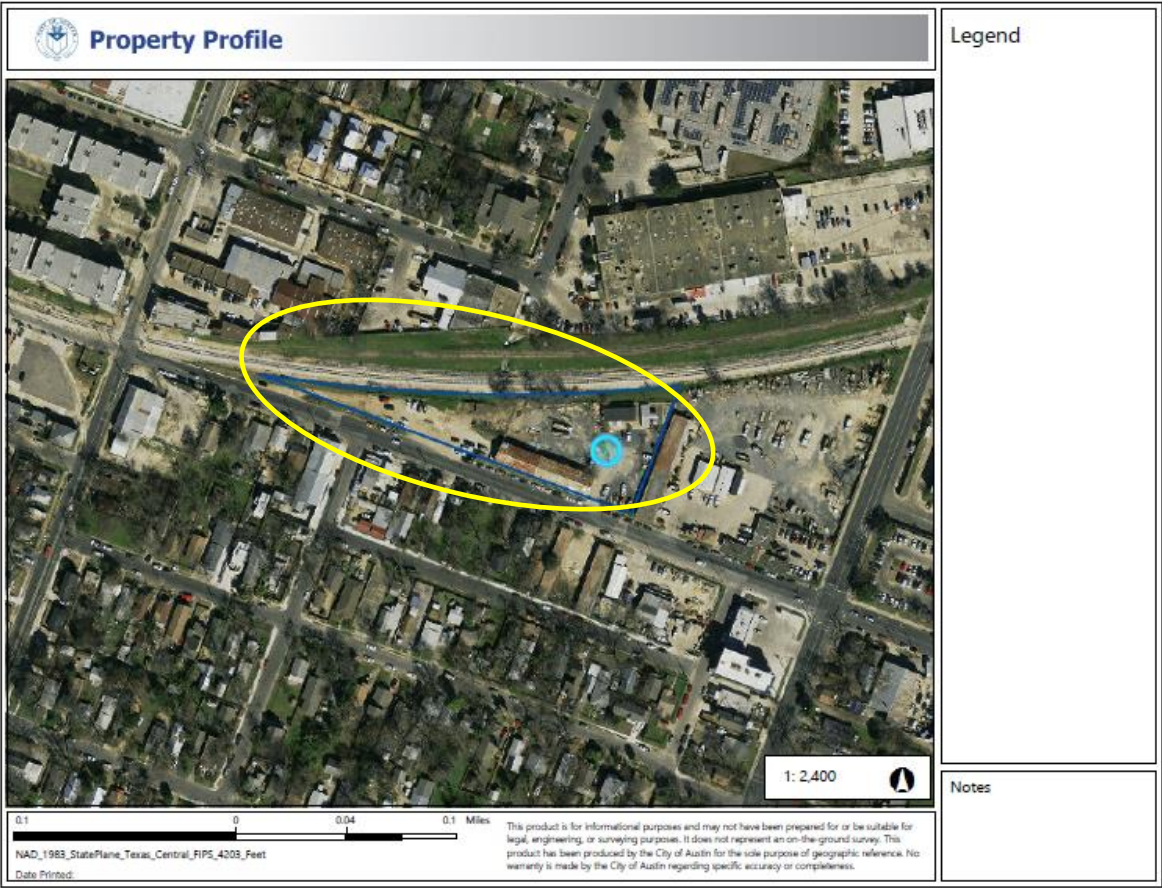 Property Profile
Legend
1: 2,400
Notes
0.1 0 0.04 0.1 Miles
NAD_1983_StatePlane_Texas_Central_FIPS_4203_Feet
Date Printed:
This product is for informational purposes and may not have been prepared for or be suitable for
legal, engineering, or surveying purposes. It does not represent an on-the-ground survey. This
product has been produced by the City of Austin for the sole purpose of geographic reference. No
warranty is made by the City of Austin regarding specific accuracy or completeness.